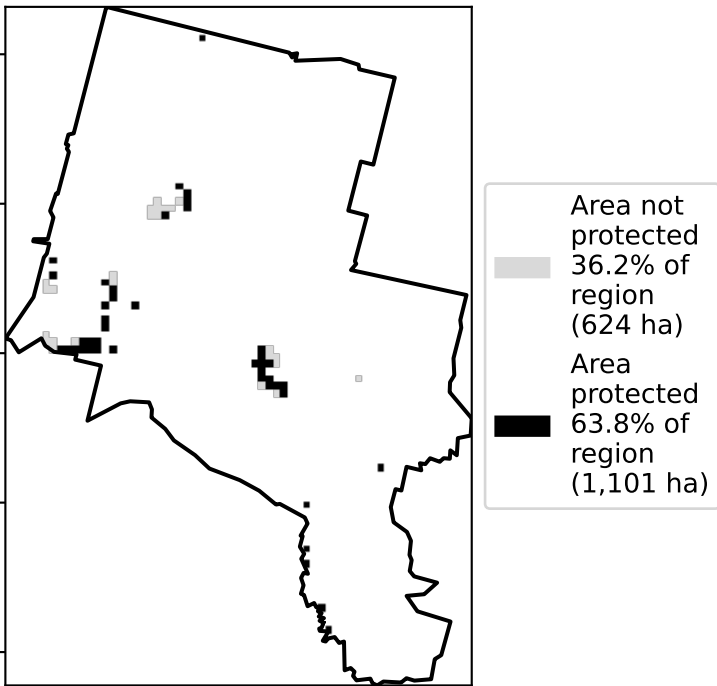 Area not
protected
36.2% of
region
(624 ha)
Area
protected
63.8% of
region
(1,101 ha)